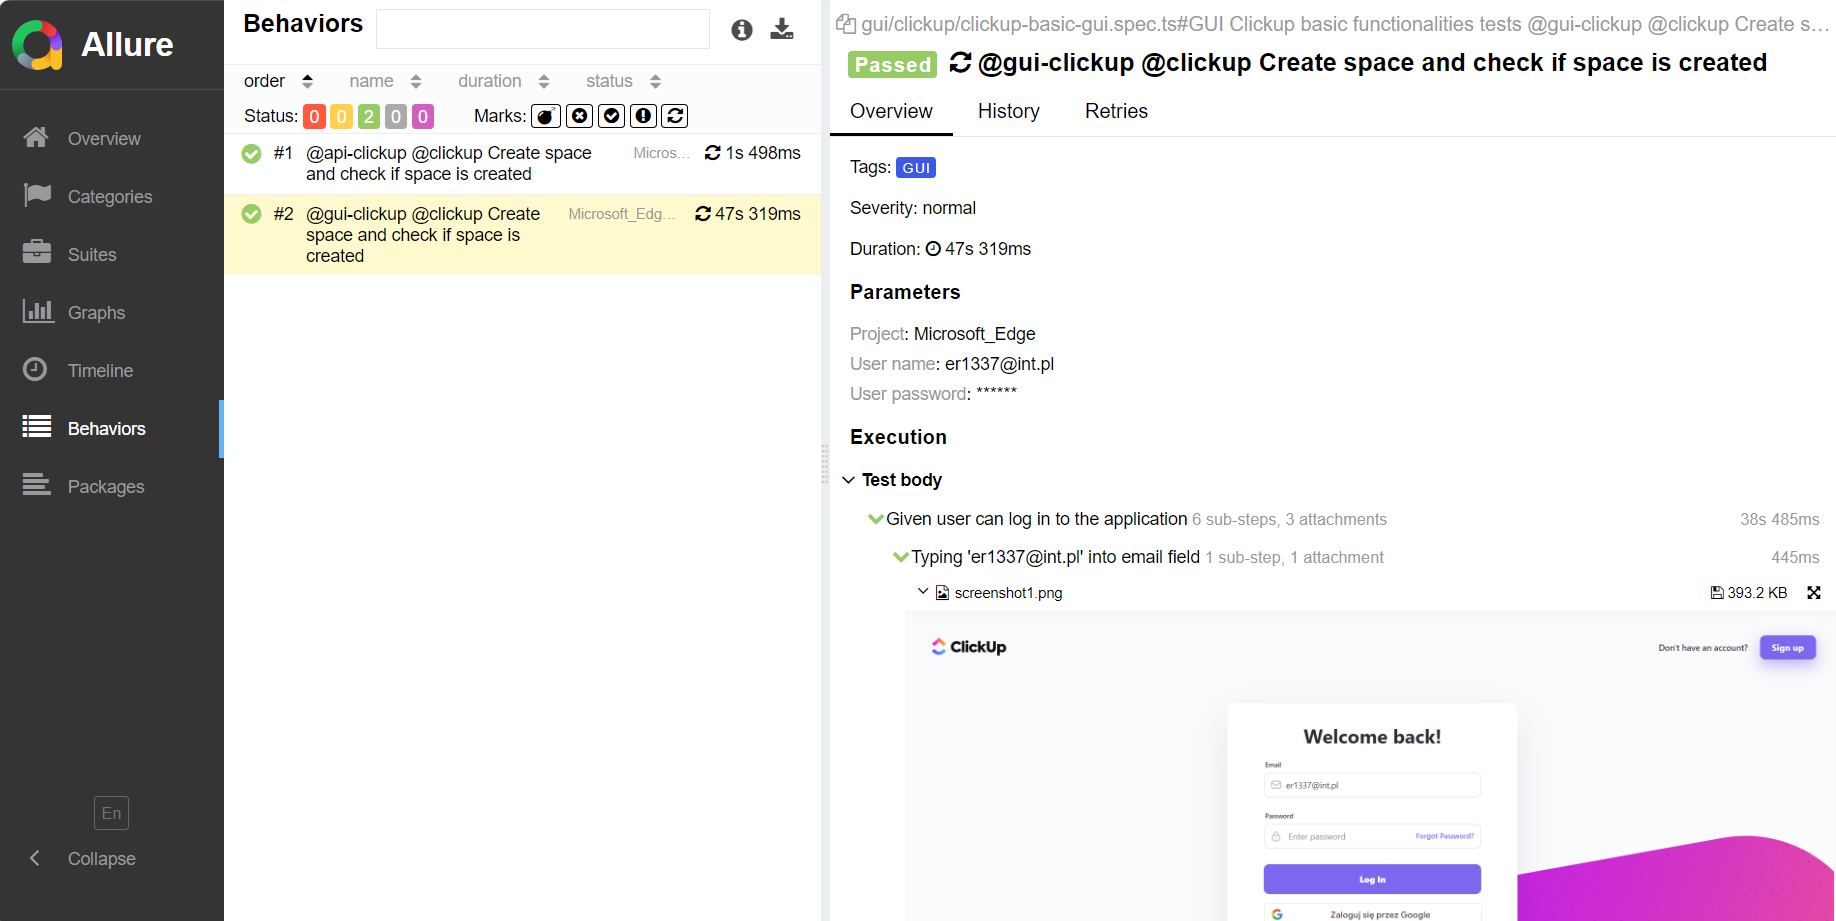 Allure
Overview
Categories
Suites
Graphs
Timeline
Behaviors
Packages
En
Collapse
Behaviors
order name duration status
Status: 0 0 2 0 0 Marks:
#1 @api-clickup @clickup Create space and check if space is created Micros... 1s 498ms
#2 @gui-clickup @clickup Create space and check if space is created Microsoft_Edg... 47s 319ms
gui/clickup/clickup-basic-gui.spec.ts#GUI Clickup basic functionalities tests @gui-clickup @clickup Create s...
Passed @gui-clickup @clickup Create space and check if space is created
Overview History Retries
Tags: GUI
Severity: normal
Duration: 47s 319ms
Parameters
Project: Microsoft_Edge
User name: er1337@int.pl
User password: ******
Execution
Test body
Given user can log in to the application 6 sub-steps, 3 attachments 38s 485ms
Typing 'er1337@int.pl' into email field 1 sub-step, 1 attachment 445ms
screenshot1.png 393.2 KB
ClickUp Don't have an account? Sign up
Welcome back!
Email
er1337@int.pl
Password
Enter password Forgot Password?
Log In
Zaloguj się przez Google